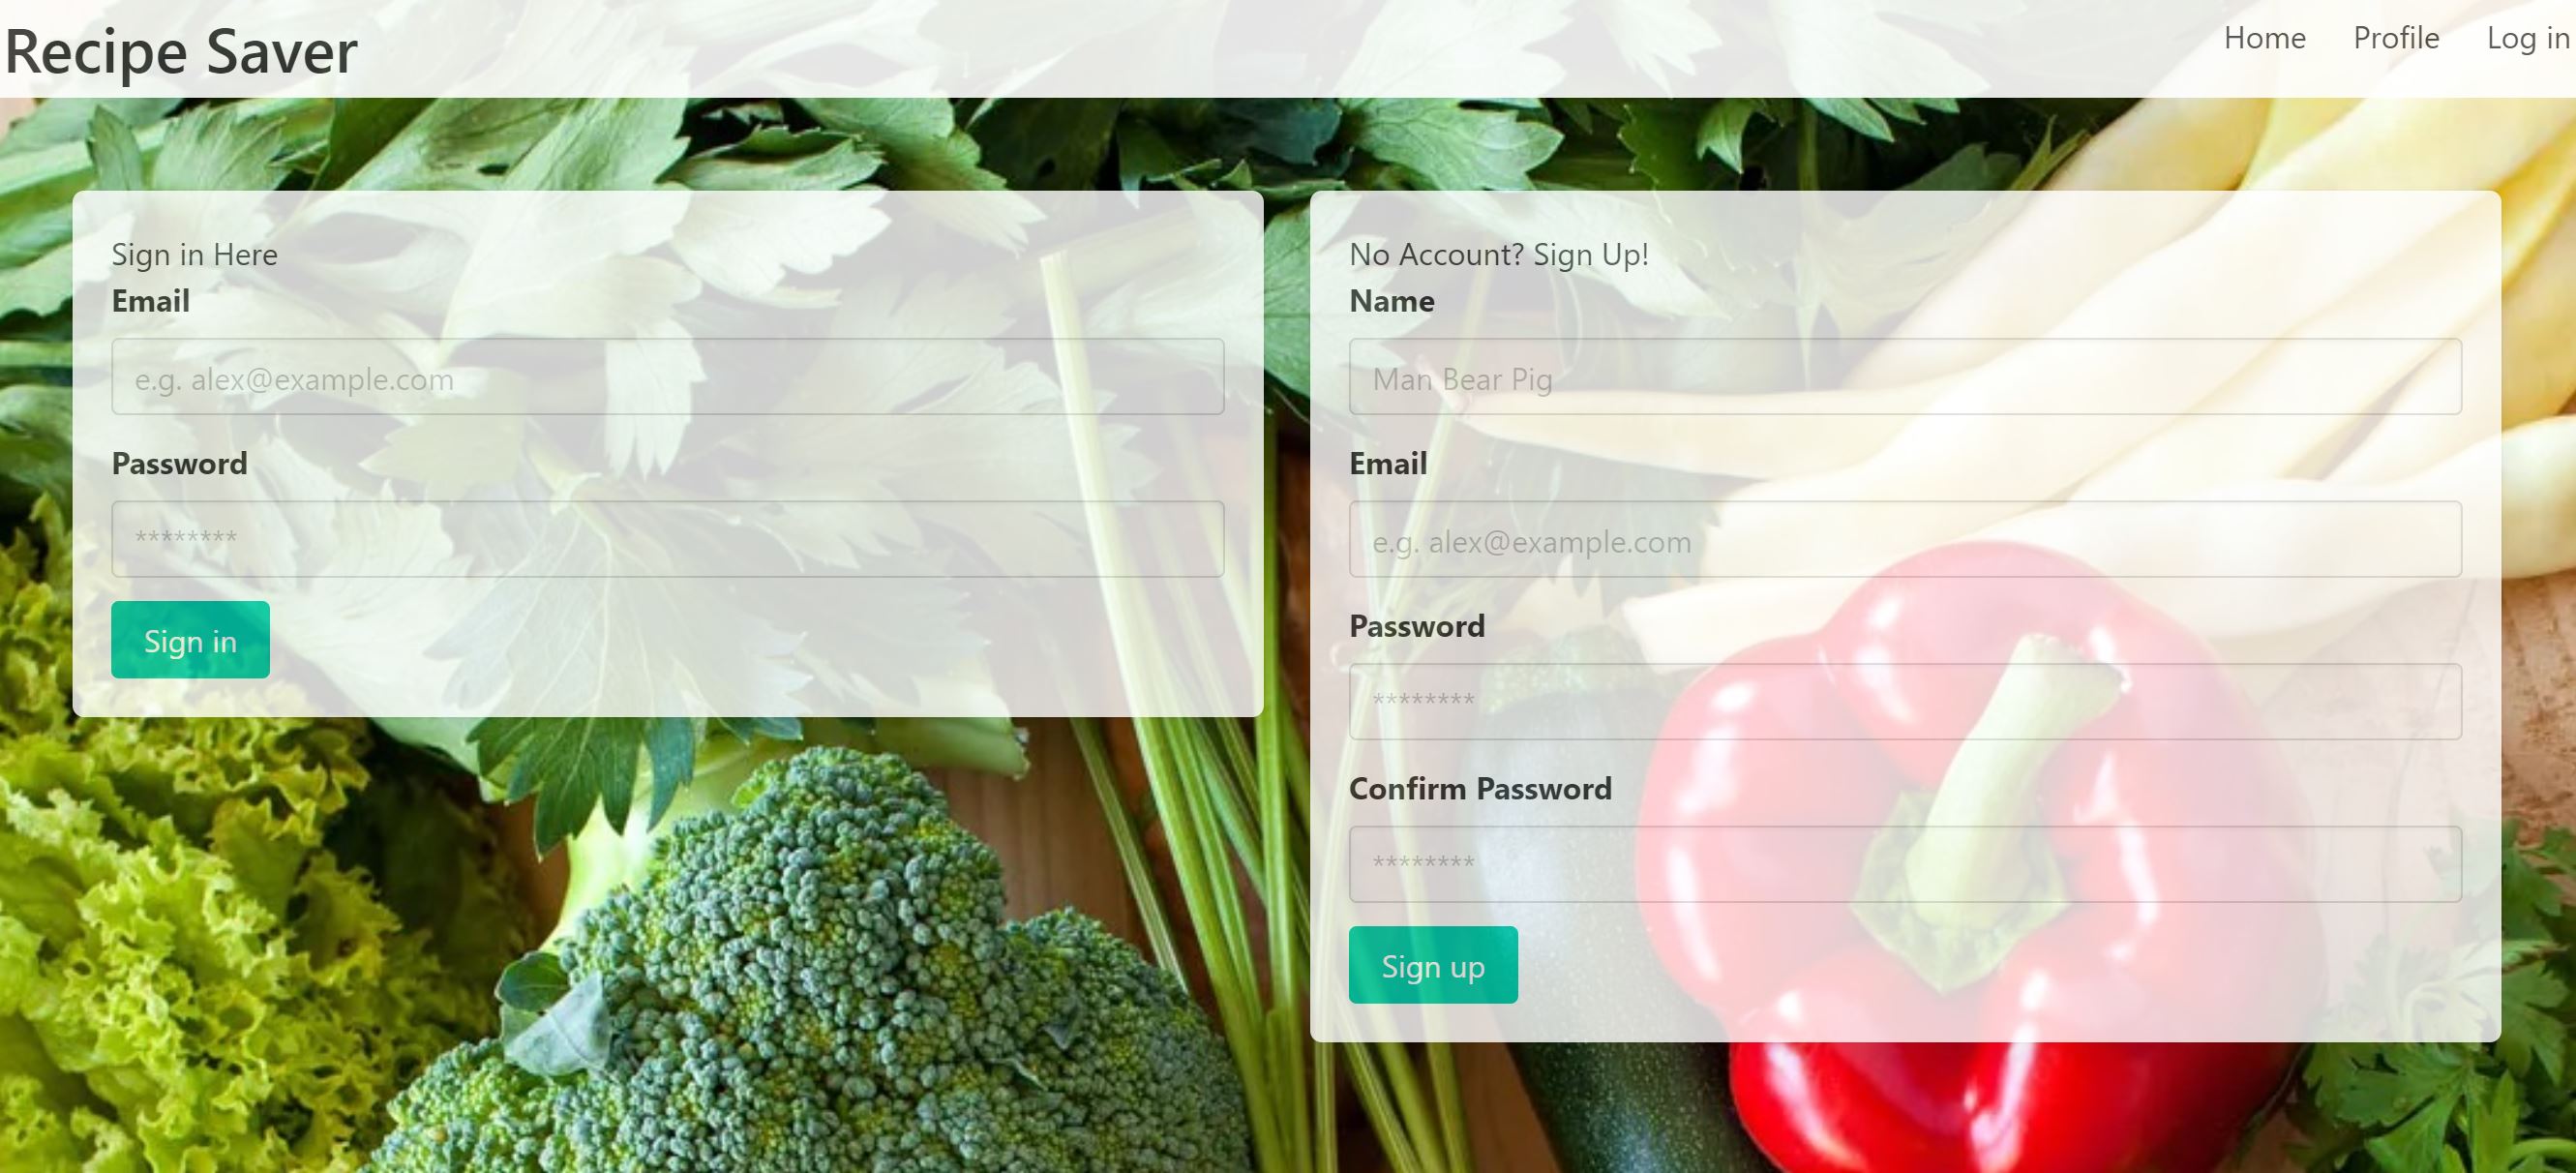 Recipe Saver
Home Profile Log in
Sign in Here
Email
e.g. alex@example.com
Password
********
Sign in
No Account? Sign Up!
Name
Man Bear Pig
Email
e.g. alex@example.com
Password
********
Confirm Password
********
Sign up